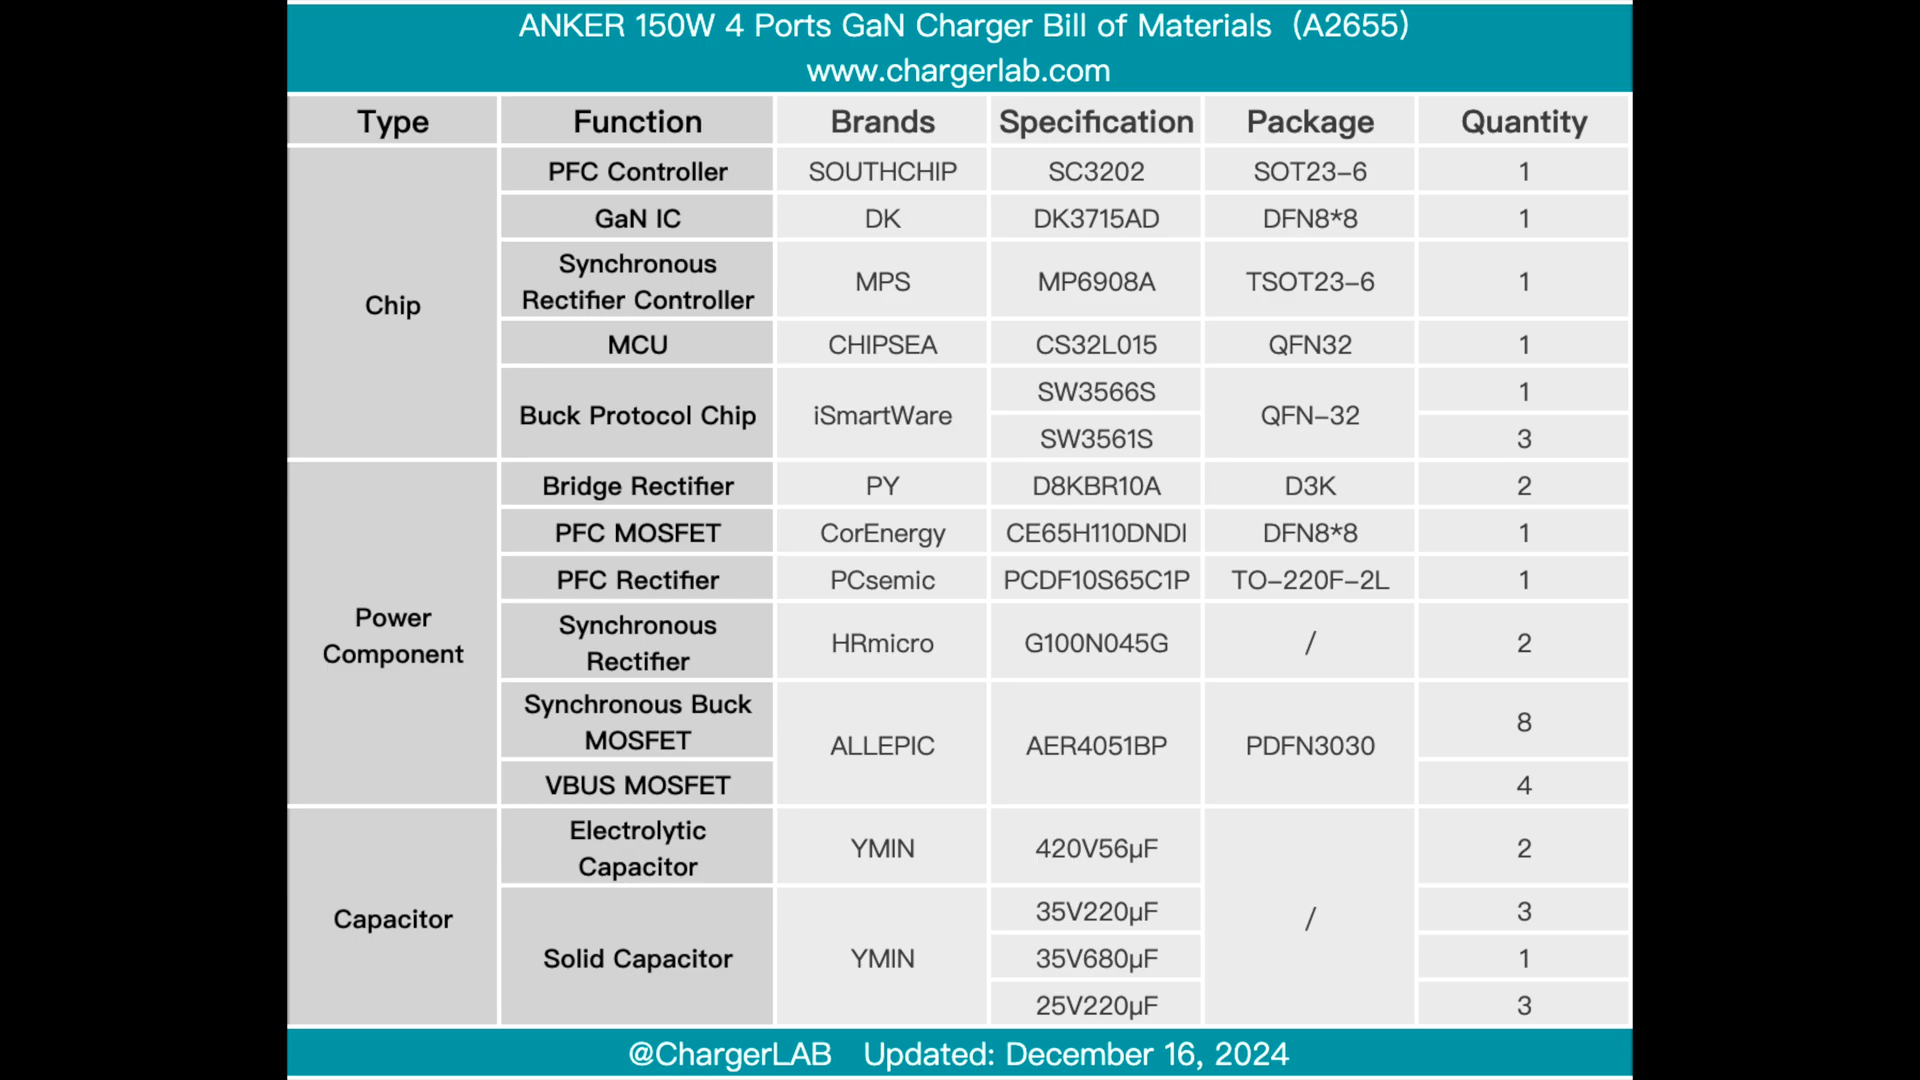 ANKER 150W 4 Ports GaN Charger Bill of Materials (A2655)
www.chargerlab.com
Type Function Brands Specification Package Quantity
Chip
PFC Controller SOUTHCHIP SC3202 SOT23-6 1
GaN IC DK DK3715AD DFN8*8 1
Synchronous
Rectifier Controller MPS MP6908A TSOT23-6 1
MCU CHIPSEA CS32L015 QFN32 1
Buck Protocol Chip iSmartWare SW3566S QFN-32 1
SW3561S 3
Power
Component
Bridge Rectifier PY D8KBR10A D3K 2
PFC MOSFET CorEnergy CE65H110DNDI DFN8*8 1
PFC Rectifier PCsemic PCDF10S65C1P TO-220F-2L 1
Synchronous
Rectifier HRmicro G100N045G / 2
Synchronous Buck
MOSFET ALLEPIC AER4051BP PDFN3030 8
VBUS MOSFET 4
Capacitor
Electrolytic
Capacitor YMIN 420V56μF / 2
Solid Capacitor YMIN 35V220μF 3
35V680μF 1
25V220μF 3
@ChargerLAB Updated: December 16, 2024